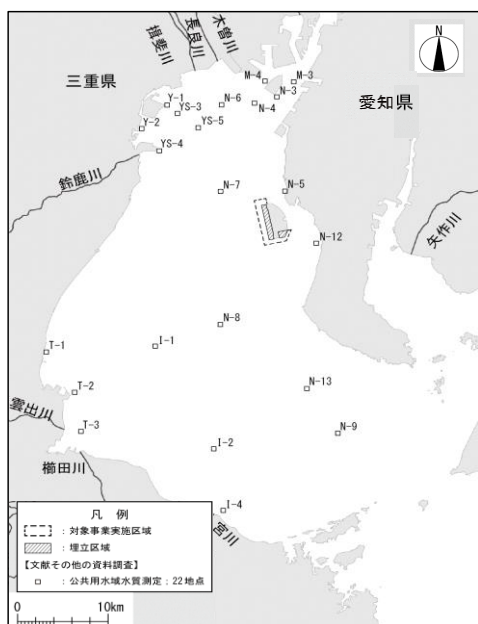 木曽川
長良川
揖斐川
三重県
愛知県
M-4
M-3
N-3
N-4
N-6
Y-1
YS-3
YS-5
Y-2
YS-4
鈴鹿川
N-7
N-5
N-12
矢作川
N-8
I-1
T-1
N-13
T-2
雲出川
T-3
N-9
I-2
櫛田川
I-4
宮川
N
凡 例
：対象事業実施区域
：埋立区域
【文献その他の資料調査】
：公共用水域水質測定：22地点
0 10km